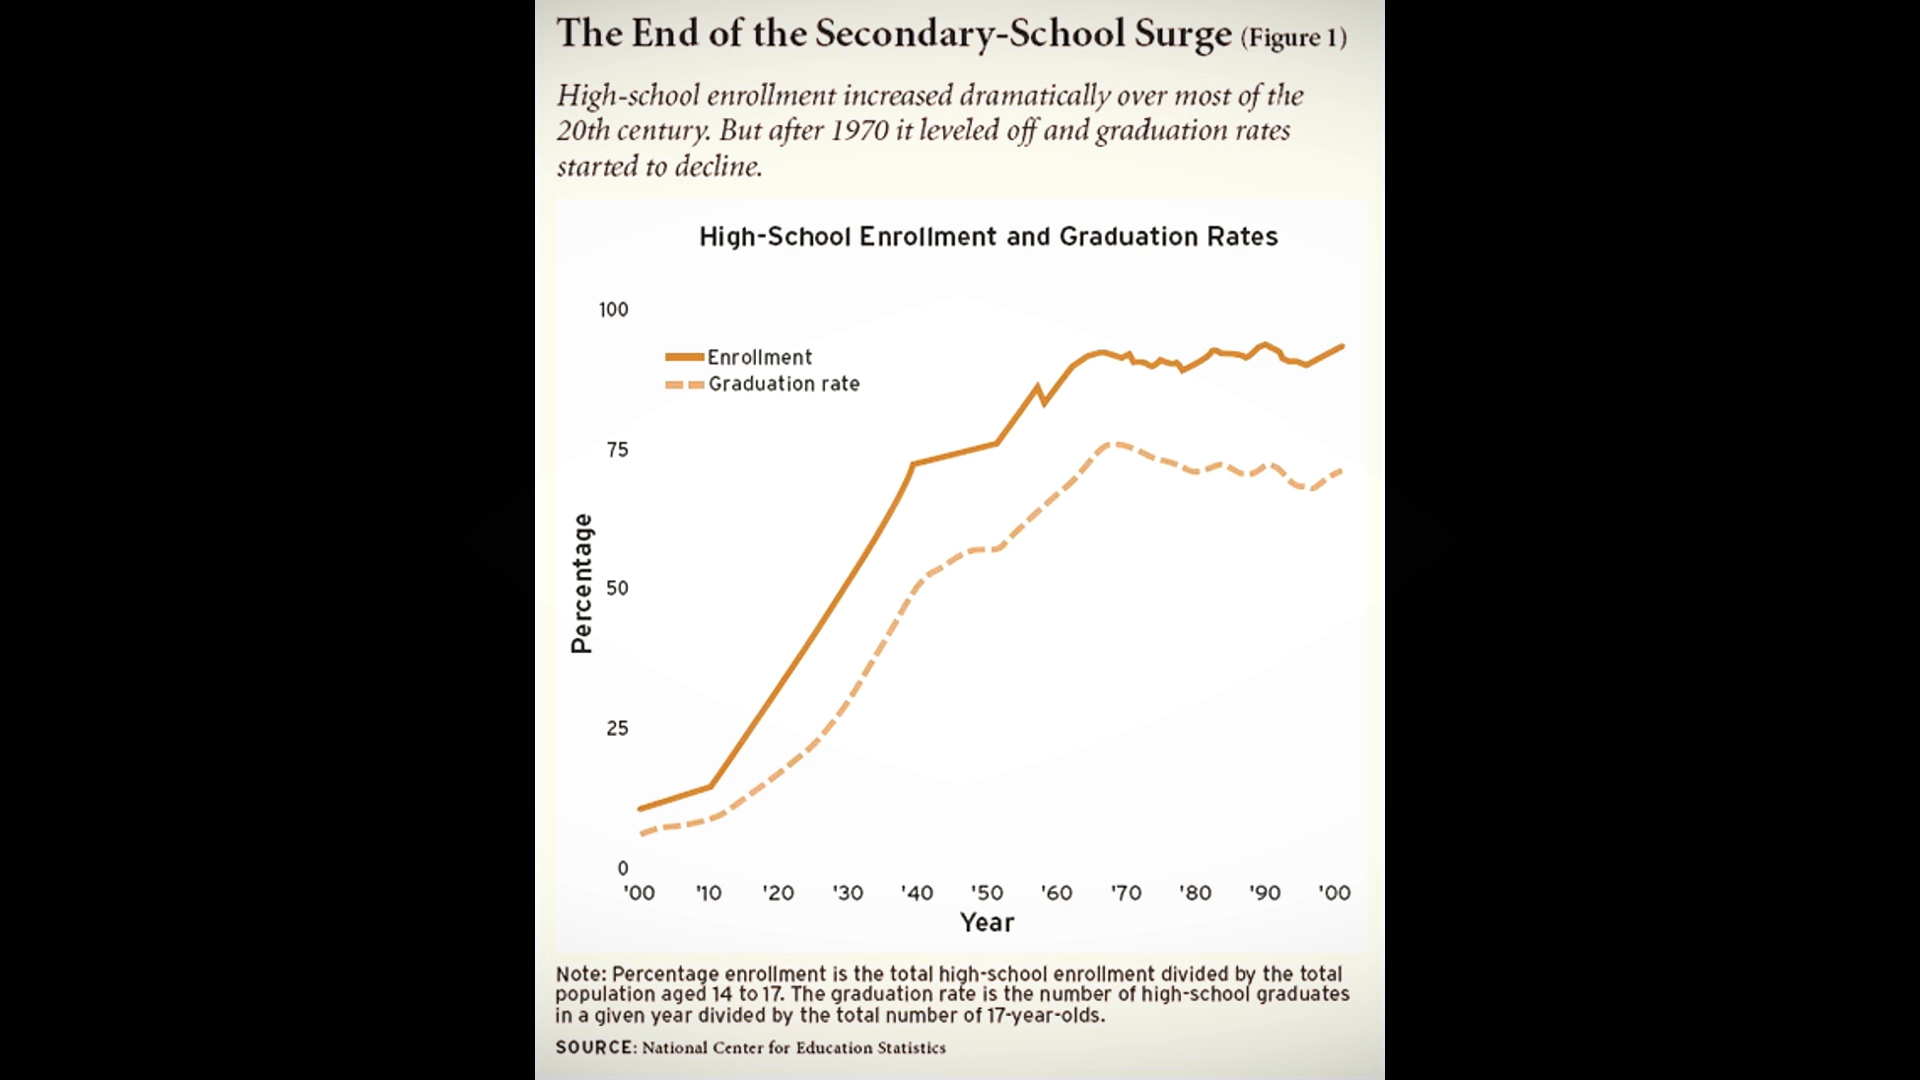 The End of the Secondary-School Surge (Figure 1)
High-school enrollment increased dramatically over most of the
20th century. But after 1970 it leveled off and graduation rates
started to decline.
High-School Enrollment and Graduation Rates
100
Enrollment
Graduation rate
75
Percentage
50
25
0
'00 '10 '20 '30 '40 '50 '60 '70 '80 '90 '00
Year
Note: Percentage enrollment is the total high-school enrollment divided by the total
population aged 14 to 17. The graduation rate is the number of high-school graduates
in a given year divided by the total number of 17-year-olds.
SOURCE: National Center for Education Statistics